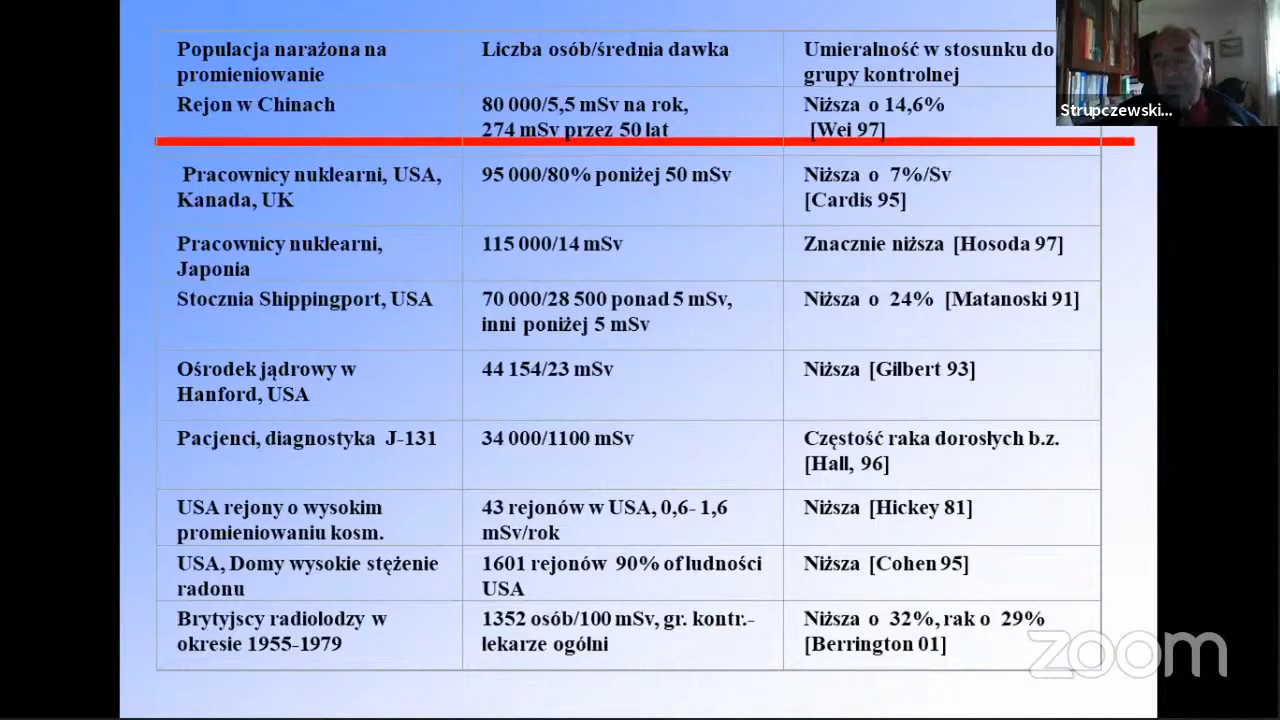 Populacja narażona na
promieniowanie
Liczba osób/średnia dawka
Umieralność w stosunku do
grupy kontrolnej
Rejon w Chinach
80 000/5,5 mSv na rok,
274 mSv przez 50 lat
Niższa o 14,6%
[Wei 97]
Pracownicy nuklearni, USA,
Kanada, UK
95 000/80% poniżej 50 mSv
Niższa o 7%/Sv
[Cardis 95]
Pracownicy nuklearni,
Japonia
115 000/14 mSv
Znacznie niższa [Hosoda 97]
Stocznia Shippingport, USA
70 000/28 500 ponad 5 mSv,
inni poniżej 5 mSv
Niższa o 24% [Matanoski 91]
Ośrodek jądrowy w
Hanford, USA
44 154/23 mSv
Niższa [Gilbert 93]
Pacjenci, diagnostyka J-131
34 000/1100 mSv
Częstość raka dorosłych b.z.
[Hall, 96]
USA rejony o wysokim
promieniowaniu kosm.
43 rejonów w USA, 0,6- 1,6
mSv/rok
Niższa [Hickey 81]
USA, Domy wysokie stężenie
radonu
1601 rejonów 90% of ludności
USA
Niższa [Cohen 95]
Brytyjscy radiolodzy w
okresie 1955-1979
1352 osób/100 mSv, gr. kontr.-
lekarze ogólni
Niższa o 32%, rak o 29%
[Berrington 01]
Strupczewski...
zoom